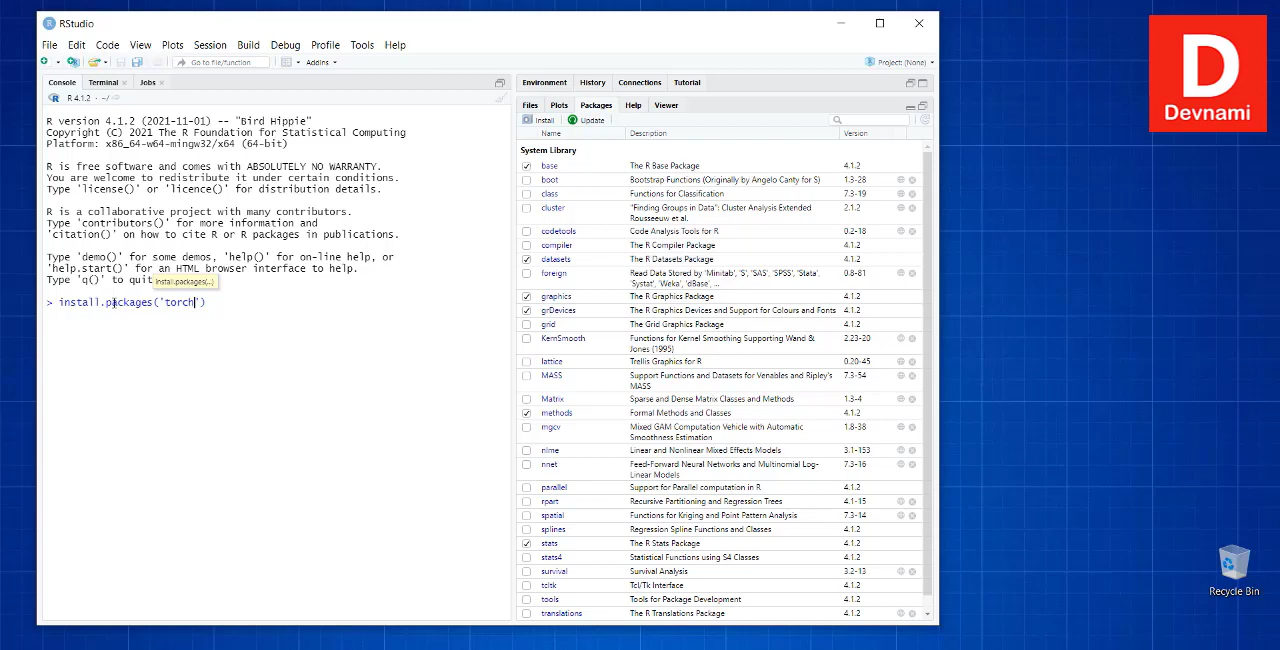 RStudio
File Edit Code View Plots Session Build Debug Profile Tools Help
Go to file/function Addins Project: (None)
Console Terminal Jobs
R 4.1.2 · ~/
R version 4.1.2 (2021-11-01) -- "Bird Hippie"
Copyright (C) 2021 The R Foundation for Statistical Computing
Platform: x86_64-w64-mingw32/x64 (64-bit)
R is free software and comes with ABSOLUTELY NO WARRANTY.
You are welcome to redistribute it under certain conditions.
Type 'license()' or 'licence()' for distribution details.
R is a collaborative project with many contributors.
Type 'contributors()' for more information and
'citation()' on how to cite R or R packages in publications.
Type 'demo()' for some demos, 'help()' for on-line help, or
'help.start()' for an HTML browser interface to help.
Type 'q()' to quit
install.packages(...)
> install.packages('torch')
Environment History Connections Tutorial
Files Plots Packages Help Viewer
Install Update
Name Description Version
System Library
base The R Base Package 4.1.2
boot Bootstrap Functions (Originally by Angelo Canty for S) 1.3-28
class Functions for Classification 7.3-19
cluster "Finding Groups in Data": Cluster Analysis Extended 2.1.2
Rousseeuw et al.
codetools Code Analysis Tools for R 0.2-18
compiler The R Compiler Package 4.1.2
datasets The R Datasets Package 4.1.2
foreign Read Data Stored by 'Minitab', 'S', 'SAS', 'SPSS', 'Stata', 0.8-81
'Systat', 'Weka', 'dBase', ...
graphics The R Graphics Package 4.1.2
grDevices The R Graphics Devices and Support for Colours and Fonts 4.1.2
grid The Grid Graphics Package 4.1.2
KernSmooth Functions for Kernel Smoothing Supporting Wand & 2.23-20
Jones (1995)
lattice Trellis Graphics for R 0.20-45
MASS Support Functions and Datasets for Venables and Ripley's 7.3-54
MASS
Matrix Sparse and Dense Matrix Classes and Methods 1.3-4
methods Formal Methods and Classes 4.1.2
mgcv Mixed GAM Computation Vehicle with Automatic 1.8-38
Smoothness Estimation
nlme Linear and Nonlinear Mixed Effects Models 3.1-153
nnet Feed-Forward Neural Networks and Multinomial Log- 7.3-16
Linear Models
parallel Support for Parallel computation in R 4.1.2
rpart Recursive Partitioning and Regression Trees 4.1-15
spatial Functions for Kriging and Point Pattern Analysis 7.3-14
splines Regression Spline Functions and Classes 4.1.2
stats The R Stats Package 4.1.2
stats4 Statistical Functions using S4 Classes 4.1.2
survival Survival Analysis 3.2-13
tcltk Tcl/Tk Interface 4.1.2
tools Tools for Package Development 4.1.2
translations The R Translations Package 4.1.2
D
Devnami
Recycle Bin